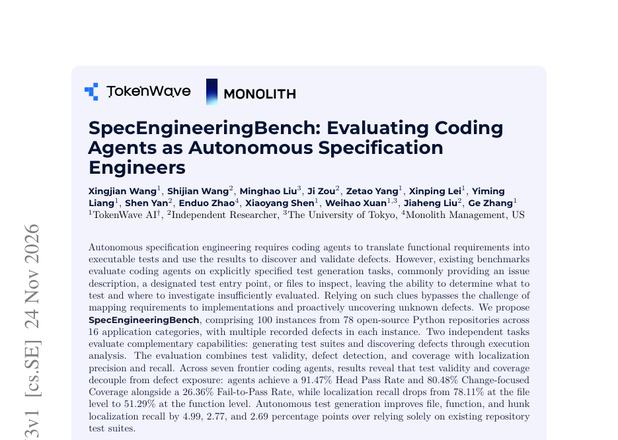 TokenWave MONOLITH
SpecEngineeringBench: Evaluating Coding
Agents as Autonomous Specification
Engineers
Xingjian Wang1, Shijian Wang2, Minghao Liu3, Ji Zou2, Zetao Yang1, Xinping Lei1, Yiming
Liang1, Shen Yan2, Enduo Zhao4, Xiaoyang Shen1, Weihao Xuan1,3, Jiaheng Liu2, Ge Zhang1
1TokenWave AI†, 2Independent Researcher, 3The University of Tokyo, 4Monolith Management, US
Autonomous specification engineering requires coding agents to translate functional requirements into
executable tests and use the results to discover and validate defects. However, existing benchmarks
evaluate coding agents on explicitly specified test generation tasks, commonly providing an issue
description, a designated test entry point, or files to inspect, leaving the ability to determine what to
test and where to investigate insufficiently evaluated. Relying on such clues bypasses the challenge of
mapping requirements to implementations and proactively uncovering unknown defects. We propose
SpecEngineeringBench, comprising 100 instances from 78 open-source Python repositories across
16 application categories, with multiple recorded defects in each instance. Two independent tasks
evaluate complementary capabilities: generating test suites and discovering defects through execution
analysis. The evaluation combines test validity, defect detection, and coverage with localization
precision and recall. Across seven frontier coding agents, results reveal that test validity and coverage
decouple from defect exposure: agents achieve a 91.47% Head Pass Rate and 80.48% Change-focused
Coverage alongside a 26.36% Fail-to-Pass Rate, while localization recall drops from 78.11% at the file
level to 51.29% at the function level. Autonomous test generation improves file, function, and hunk
localization recall by 4.99, 2.77, and 2.69 percentage points over relying solely on existing repository
test suites.
3v1 [cs.SE] 24 Nov 2026